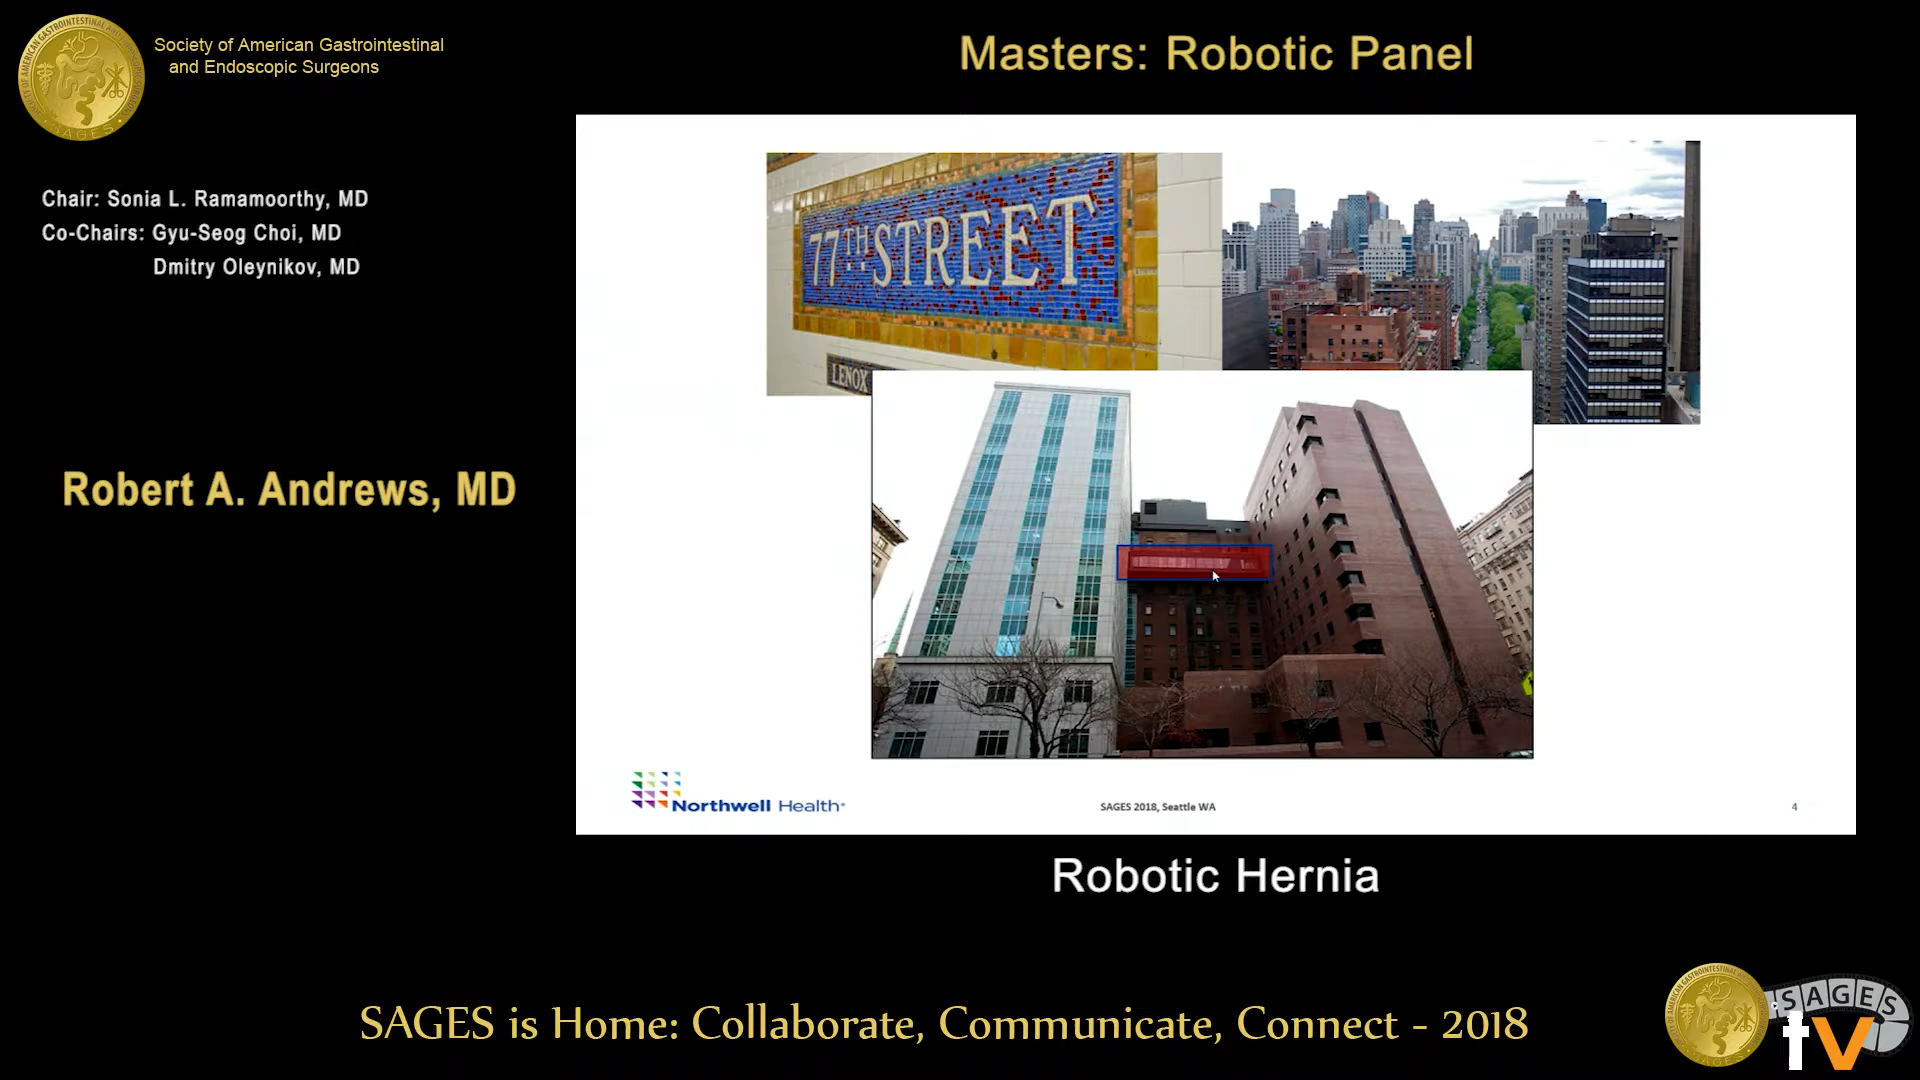 Society of American Gastrointestinal
and Endoscopic Surgeons
SAGES
Masters: Robotic Panel
Chair: Sonia L. Ramamoorthy, MD
Co-Chairs: Gyu-Seog Choi, MD
Dmitry Oleynikov, MD
Robert A. Andrews, MD
77TH STREET
LENOX
Northwell Health
SAGES 2018, Seattle WA
4
Robotic Hernia
SAGES is Home: Collaborate, Communicate, Connect - 2018
SAGES
tv